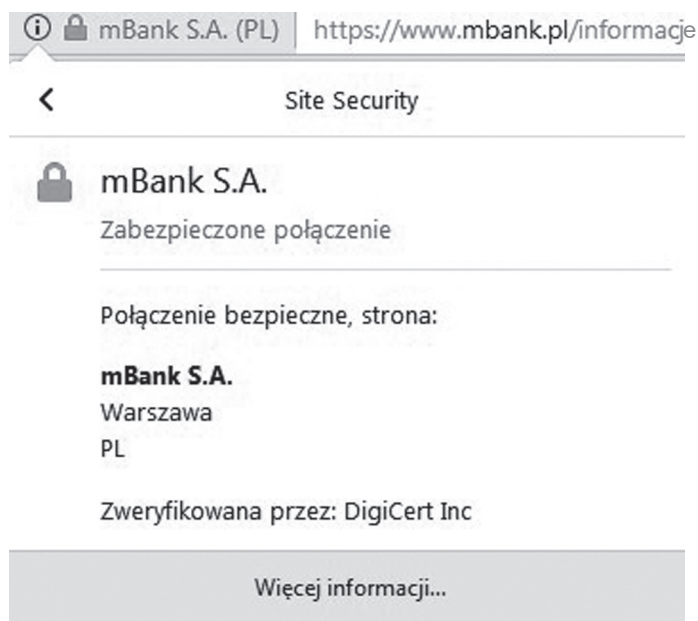 mBank S.A. (PL) https://www.mbank.pl/informacje
Site Security
mBank S.A.
Zabezpieczone połączenie
Połączenie bezpieczne, strona:
mBank S.A.
Warszawa
PL
Zweryfikowana przez: DigiCert Inc
Więcej informacji...